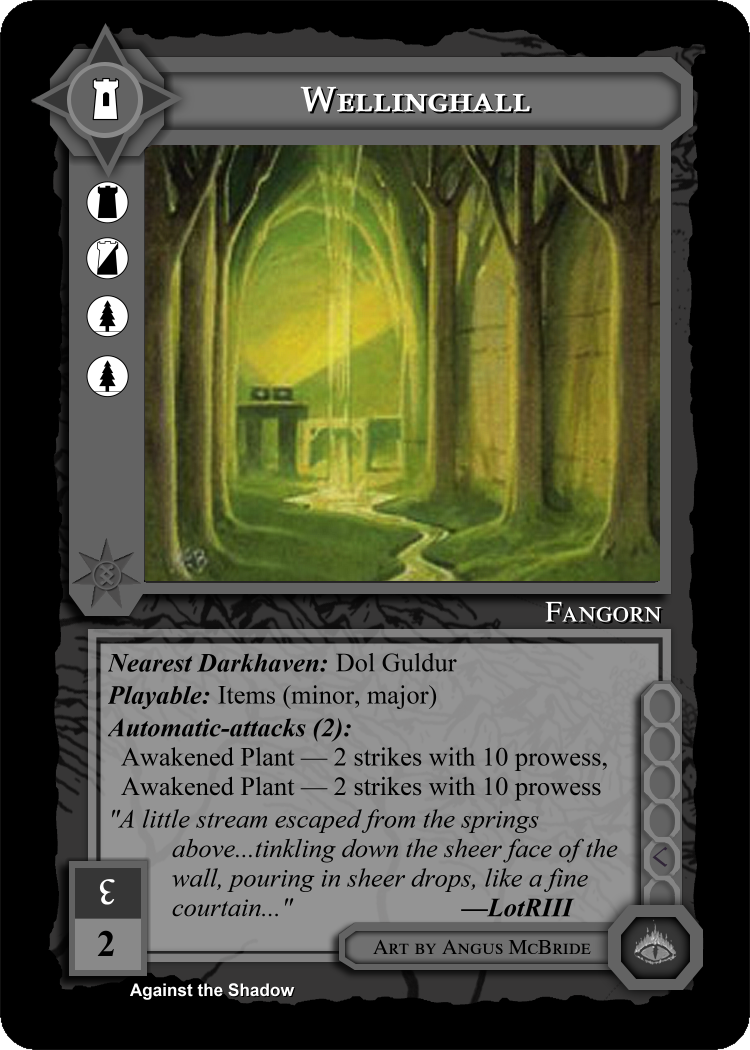 Wellinghall
Fangorn
Nearest Darkhaven: Dol Guldur
Playable: Items (minor, major)
Automatic-attacks (2):
Awakened Plant — 2 strikes with 10 prowess,
Awakened Plant — 2 strikes with 10 prowess
"A little stream escaped from the springs
above...tinkling down the sheer face of the
wall, pouring in sheer drops, like a fine
courtain..." —LotRIII
2
Art by Angus McBride
Against the Shadow